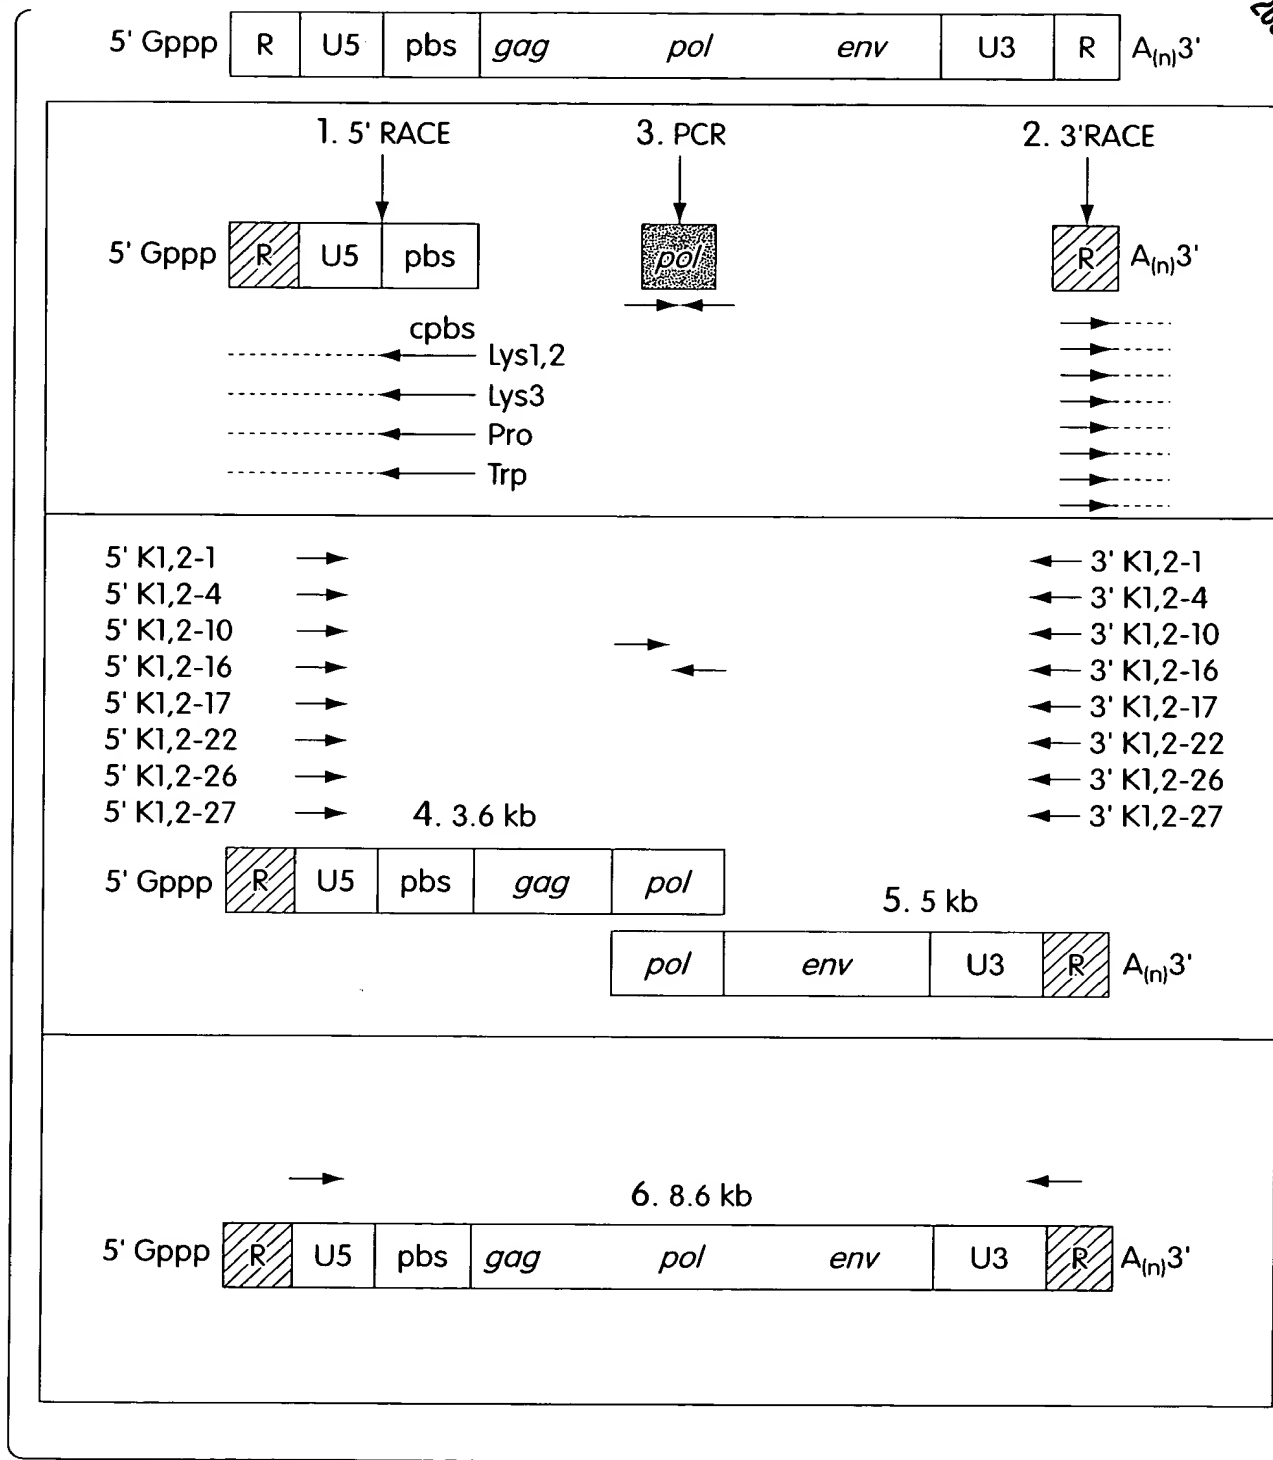 5' Gppp R U5 pbs gag pol env U3 R A(n)3'
1. 5' RACE 3. PCR 2. 3'RACE
5' Gppp R U5 pbs pol R A(n)3'
cpbs
Lys1,2
Lys3
Pro
Trp
5' K1,2-1 3' K1,2-1
5' K1,2-4 3' K1,2-4
5' K1,2-10 3' K1,2-10
5' K1,2-16 3' K1,2-16
5' K1,2-17 3' K1,2-17
5' K1,2-22 3' K1,2-22
5' K1,2-26 3' K1,2-26
5' K1,2-27 3' K1,2-27
4. 3.6 kb
5' Gppp R U5 pbs gag pol
5. 5 kb
pol env U3 R A(n)3'
6. 8.6 kb
5' Gppp R U5 pbs gag pol env U3 R A(n)3'